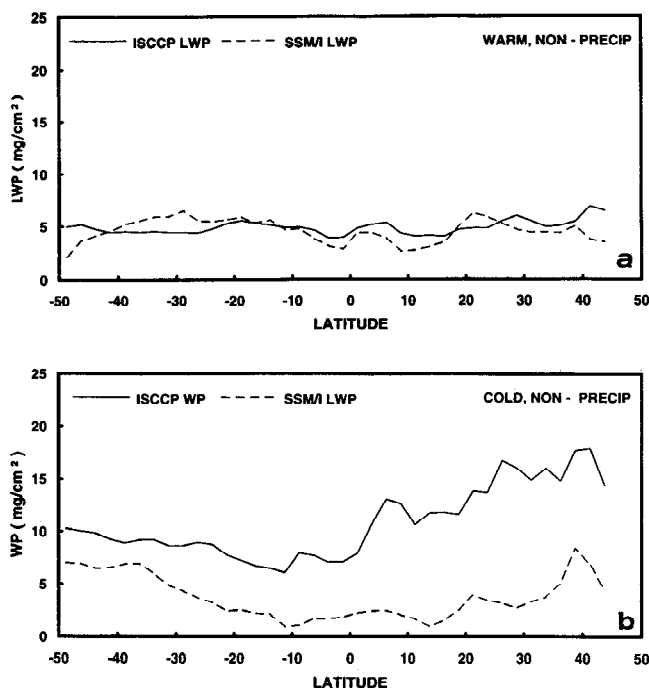 25
ISCCP LWP SSM/I LWP WARM, NON - PRECIP
20
15
LWP ( mg/cm²)
10
5
a
0
-50 -40 -30 -20 -10 0 10 20 30 40 50
LATITUDE
25
ISCCP WP SSM/I LWP COLD, NON - PRECIP
20
15
WP ( mg/cm²)
10
5
b
0
-50 -40 -30 -20 -10 0 10 20 30 40 50
LATITUDE